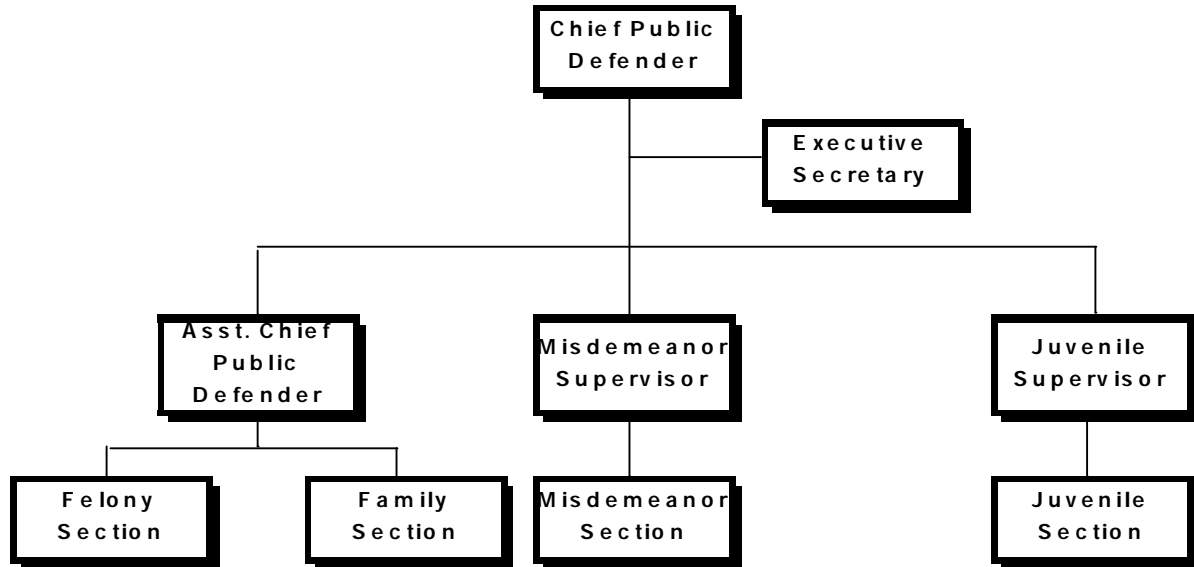 Chief Public
Defender
Executive
Secretary
Asst. Chief
Public
Defender
Misdemeanor
Supervisor
Juvenile
Supervisor
Felony
Section
Family
Section
Misdemeanor
Section
Juvenile
Section